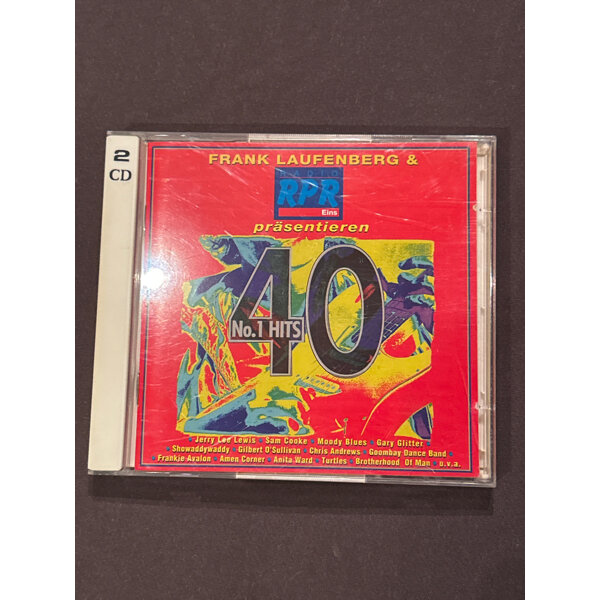 2
CD
FRANK LAUFENBERG &
RADIO
RPR
Eins
präsentieren
40
No.1 HITS
• Jerry Lee Lewis • Sam Cooke • Moody Blues • Gary Glitter •
Showaddywaddy • Gilbert O'Sullivan • Chris Andrews • Goombay Dance Band •
• Frankie Avalon • Amen Corner • Anita Ward • Turtles • Brotherhood Of Man • o.v.a.